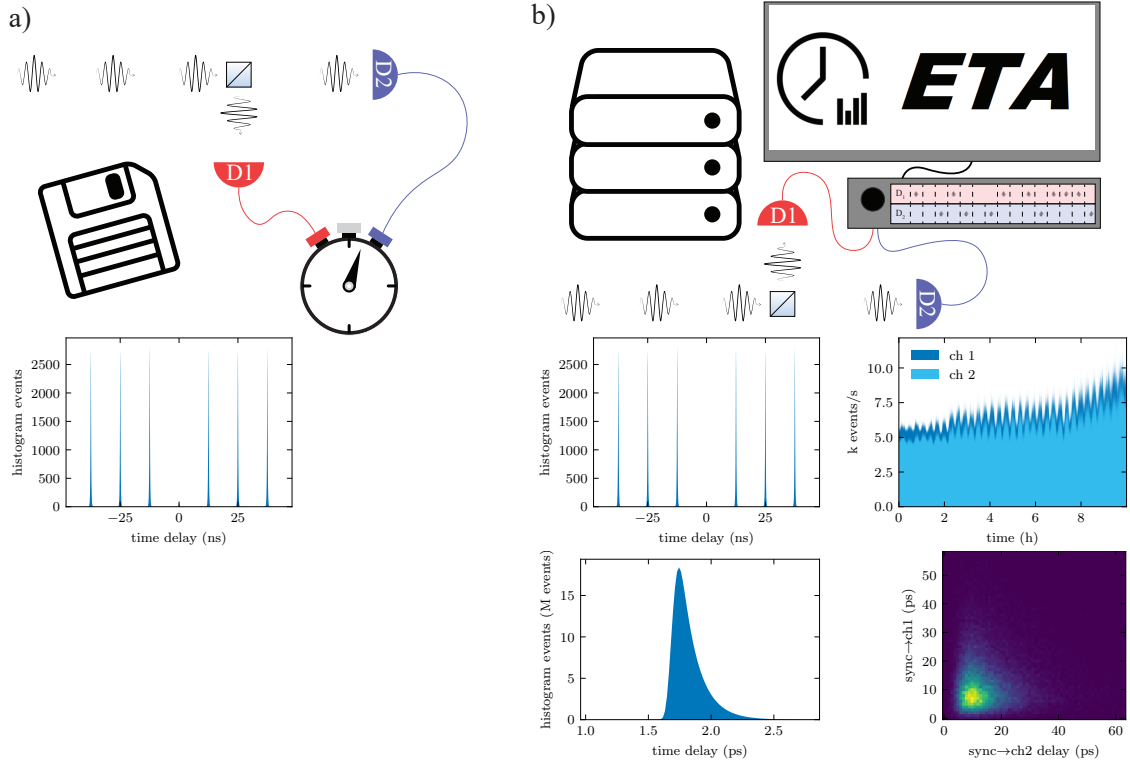 a)
D2
D1
2500
2000
1500
1000
500
0
histogram events
−25
0
25
time delay (ns)
b)
ETA
D1
D₁
D₂
D2
2500
2000
1500
1000
500
0
histogram events
−25
0
25
time delay (ns)
ch 1
ch 2
10.0
7.5
5.0
2.5
0.0
k events/s
0
2
4
6
8
time (h)
15
10
5
0
histogram events (M events)
1.0
1.5
2.0
2.5
time delay (ps)
50
40
30
20
10
0
sync→ch1 (ps)
0
20
40
60
sync→ch2 delay (ps)